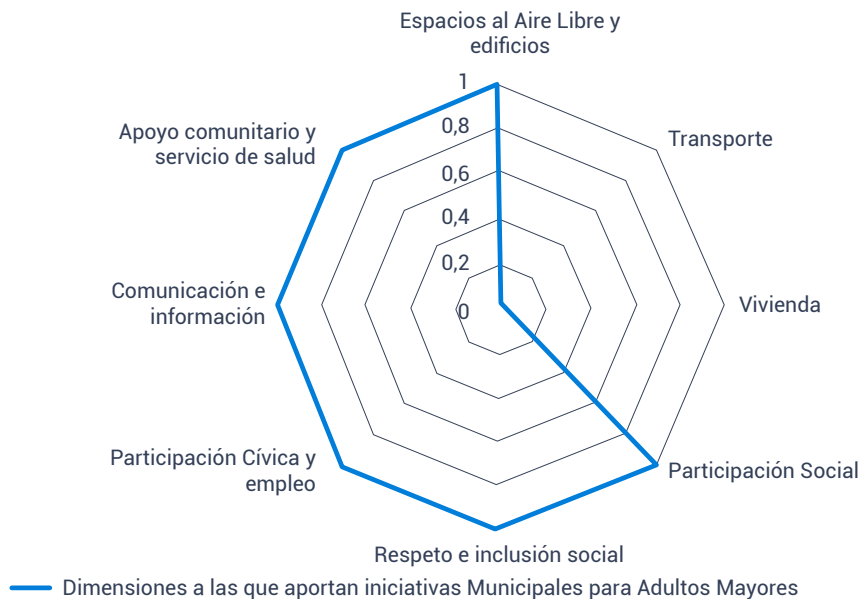 Espacios al Aire Libre y
edificios
1
0,8
0,6
0,4
0,2
0
Transporte
Vivienda
Participación Social
Respeto e inclusión social
Participación Cívica y
empleo
Comunicación e
información
Apoyo comunitario y
servicio de salud
Dimensiones a las que aportan iniciativas Municipales para Adultos Mayores